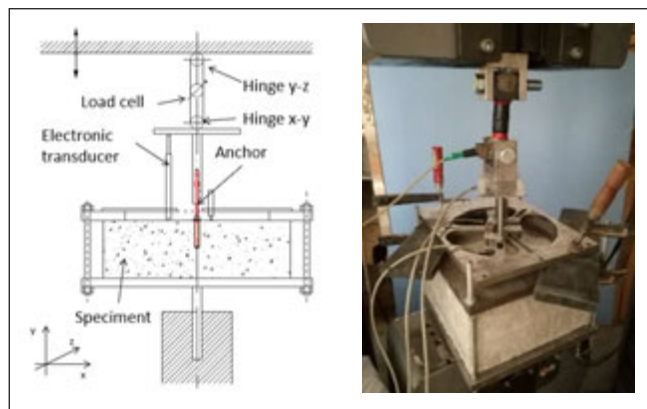 Hinge y-z
Load cell
Hinge x-y
Electronic
transducer
Anchor
Speciment
Y
Z
X